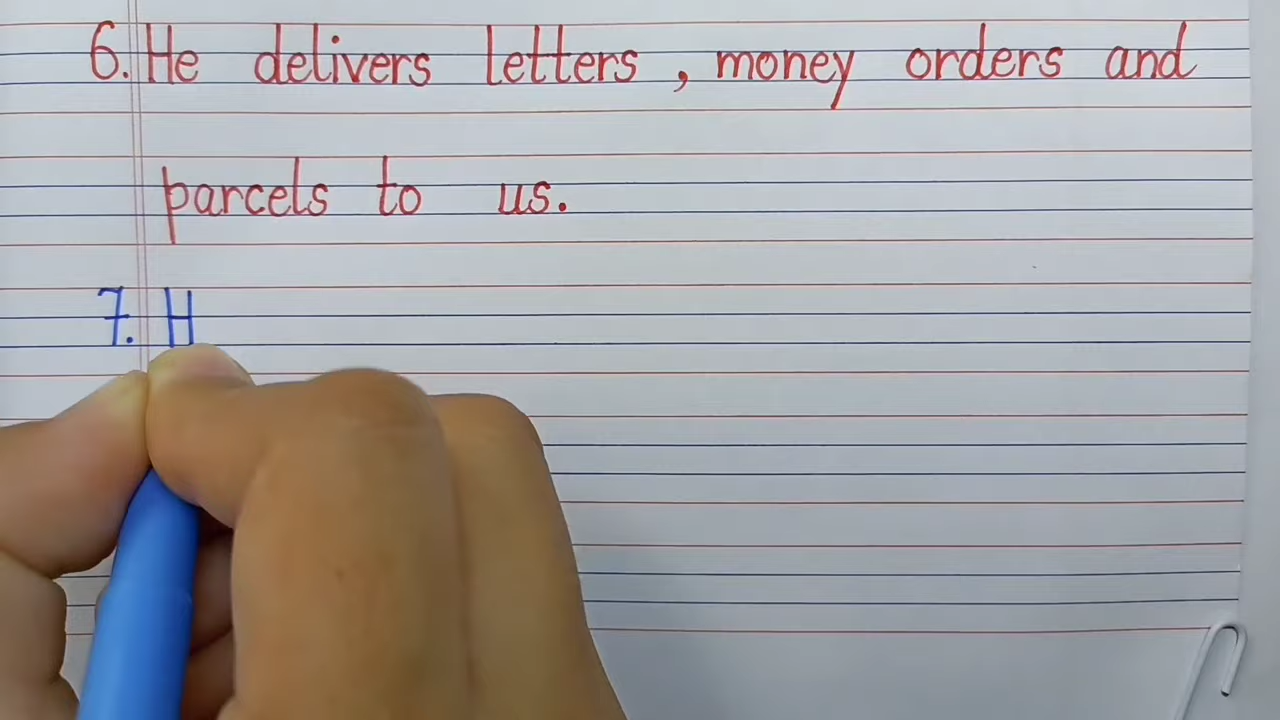 6. He delivers letters, money orders and
parcels to us.
7. H